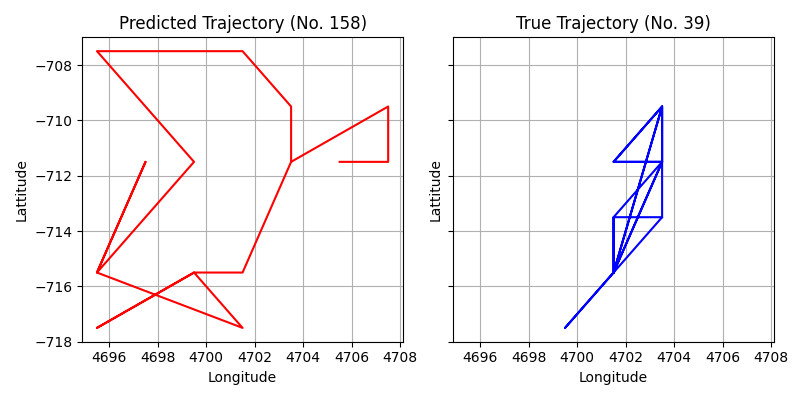 Predicted Trajectory (No. 158)
True Trajectory (No. 39)
−708
−710
−712
−714
−716
−718
Lattitude
Lattitude
4696 4698 4700 4702 4704 4706 4708
4696 4698 4700 4702 4704 4706 4708
Longitude
Longitude